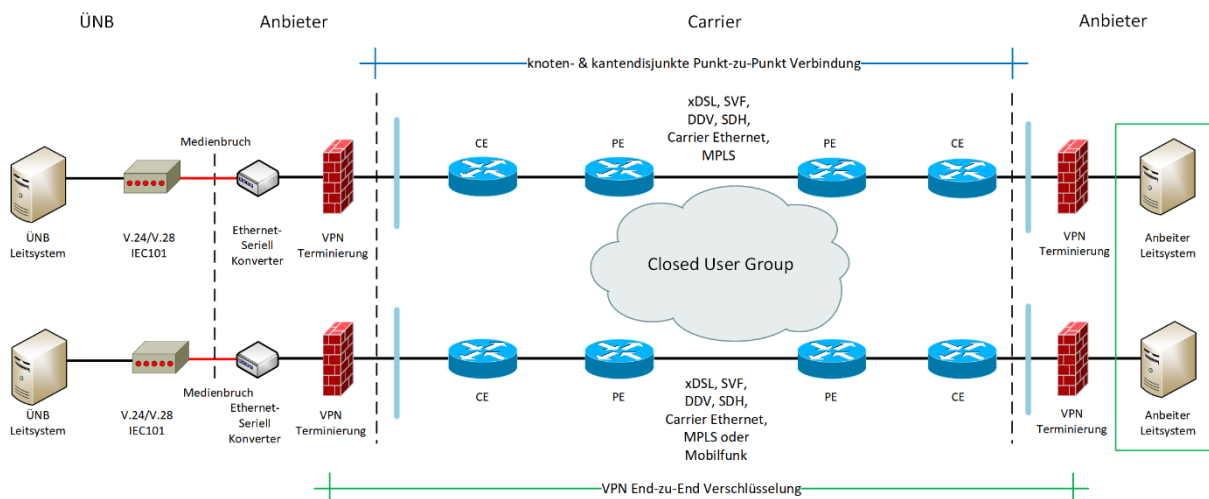 ÜNB
Anbieter
Carrier
Anbieter
knoten- & kantendisjunkte Punkt-zu-Punkt Verbindung
xDSL, SVF,
DDV, SDH,
Carrier Ethernet,
MPLS
Medienbruch
CE
PE
PE
CE
ÜNB
Leitsystem
V.24/V.28
IEC101
Ethernet-
Seriell
Konverter
VPN
Terminierung
VPN
Terminierung
Anbeiter
Leitsystem
Closed User Group
Medienbruch
ÜNB
Leitsystem
V.24/V.28
IEC101
Ethernet-
Seriell
Konverter
VPN
Terminierung
CE
PE
PE
CE
xDSL, SVF,
DDV, SDH,
Carrier Ethernet,
MPLS oder
Mobilfunk
VPN
Terminierung
Anbeiter
Leitsystem
VPN End-zu-End Verschlüsselung